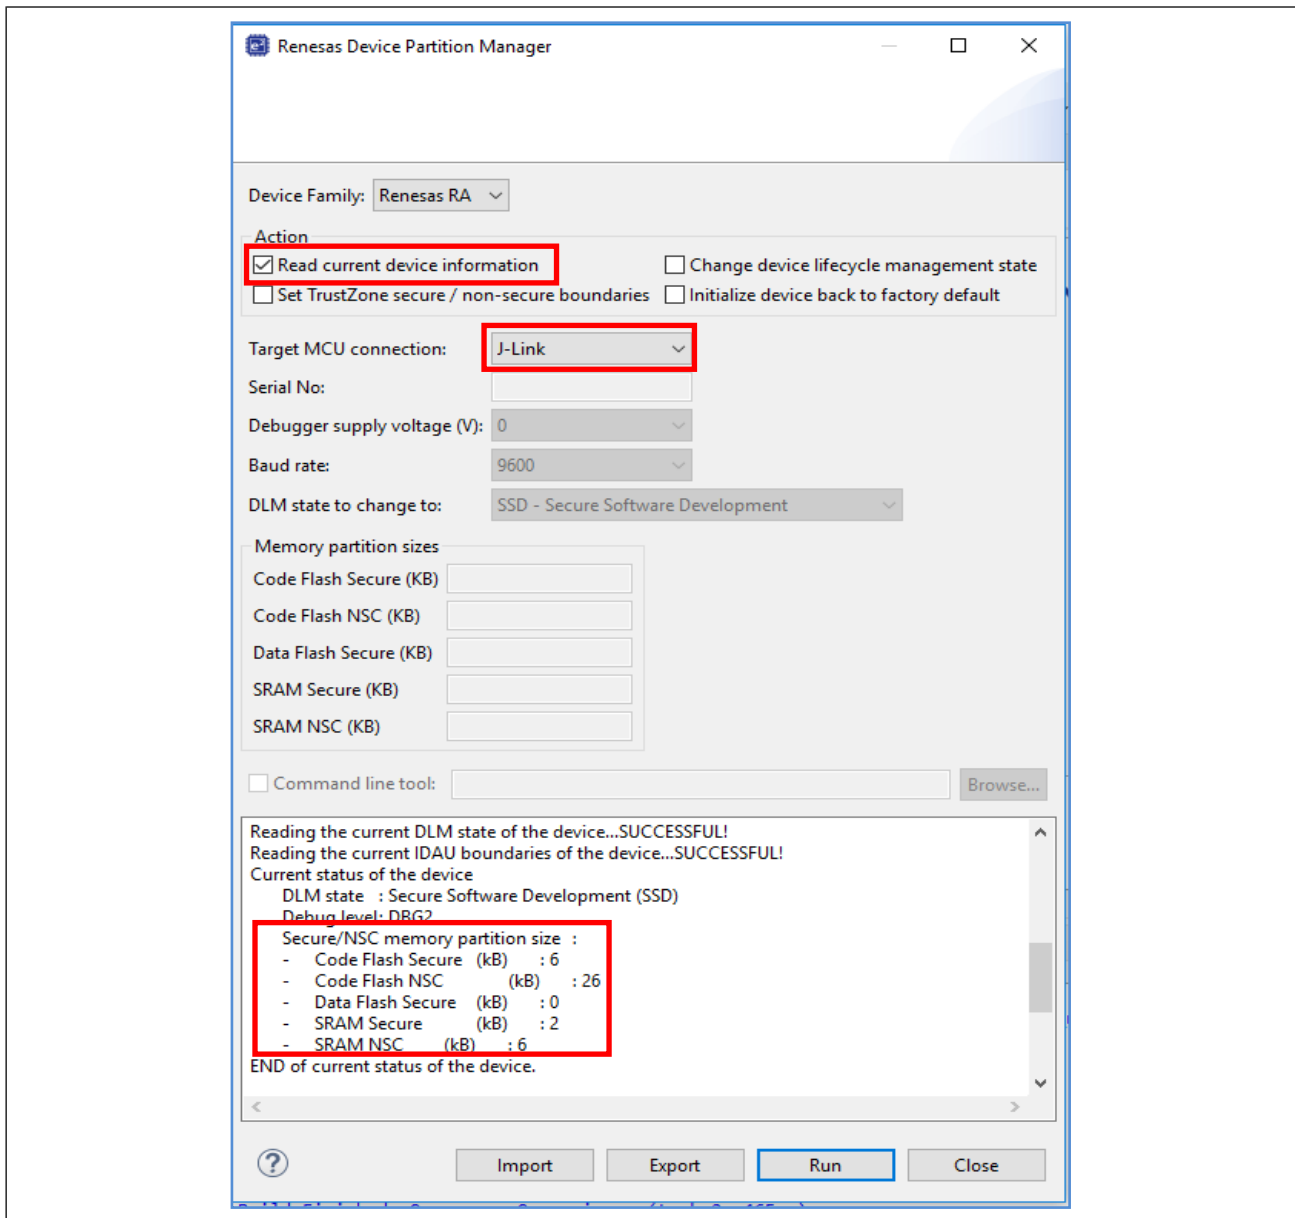 Renesas Device Partition Manager
Device Family: Renesas RA
Action
Read current device information
Change device lifecycle management state
Set TrustZone secure / non-secure boundaries
Initialize device back to factory default
Target MCU connection: J-Link
Serial No:
Debugger supply voltage (V): 0
Baud rate: 9600
DLM state to change to: SSD - Secure Software Development
Memory partition sizes
Code Flash Secure (KB)
Code Flash NSC (KB)
Data Flash Secure (KB)
SRAM Secure (KB)
SRAM NSC (KB)
Command line tool: Browse...
Reading the current DLM state of the device...SUCCESSFUL!
Reading the current IDAU boundaries of the device...SUCCESSFUL!
Current status of the device
DLM state : Secure Software Development (SSD)
Debug level: DBG2
Secure/NSC memory partition size :
- Code Flash Secure (kB) : 6
- Code Flash NSC (kB) : 26
- Data Flash Secure (kB) : 0
- SRAM Secure (kB) : 2
- SRAM NSC (kB) : 6
END of current status of the device.
? Import Export Run Close